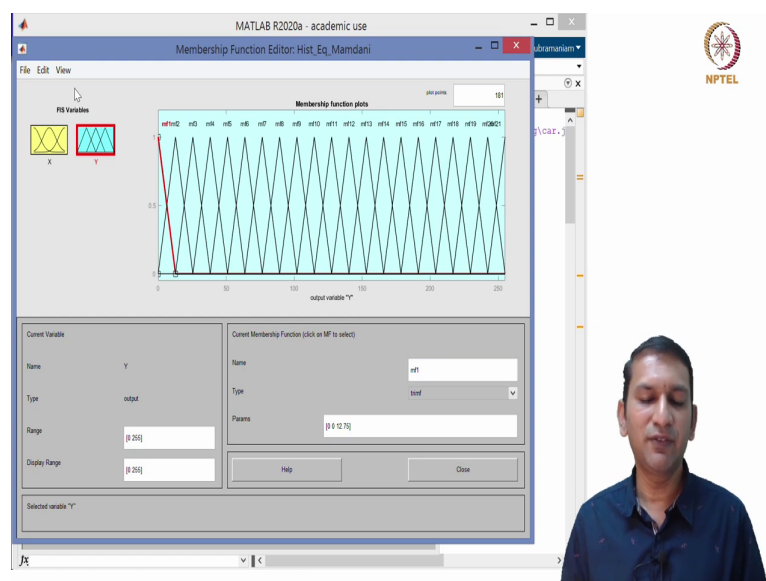 MATLAB R2020a - academic use
Membership Function Editor: Hist_Eq_Mamdani
ubramaniam
File Edit View
NPTEL
FIS Variables
plot points: 181
Membership function plots
mf1 mf2 mf3 mf4 mf5 mf6 mf7 mf8 mf9 mf10 mf11 mf12 mf13 mf14 mf15 mf16 mf17 mf18 mf19 mf20 mf21
g\car.j
1
X Y
0.5
0
0 50 100 150 200 250
output variable "Y"
Current Variable
Current Membership Function (click on MF to select)
Name Y
Name mf1
Type output
Type trimf
Params [0 0 12.75]
Range [0 255]
Display Range [0 255]
Help Close
Selected variable "Y"
fx